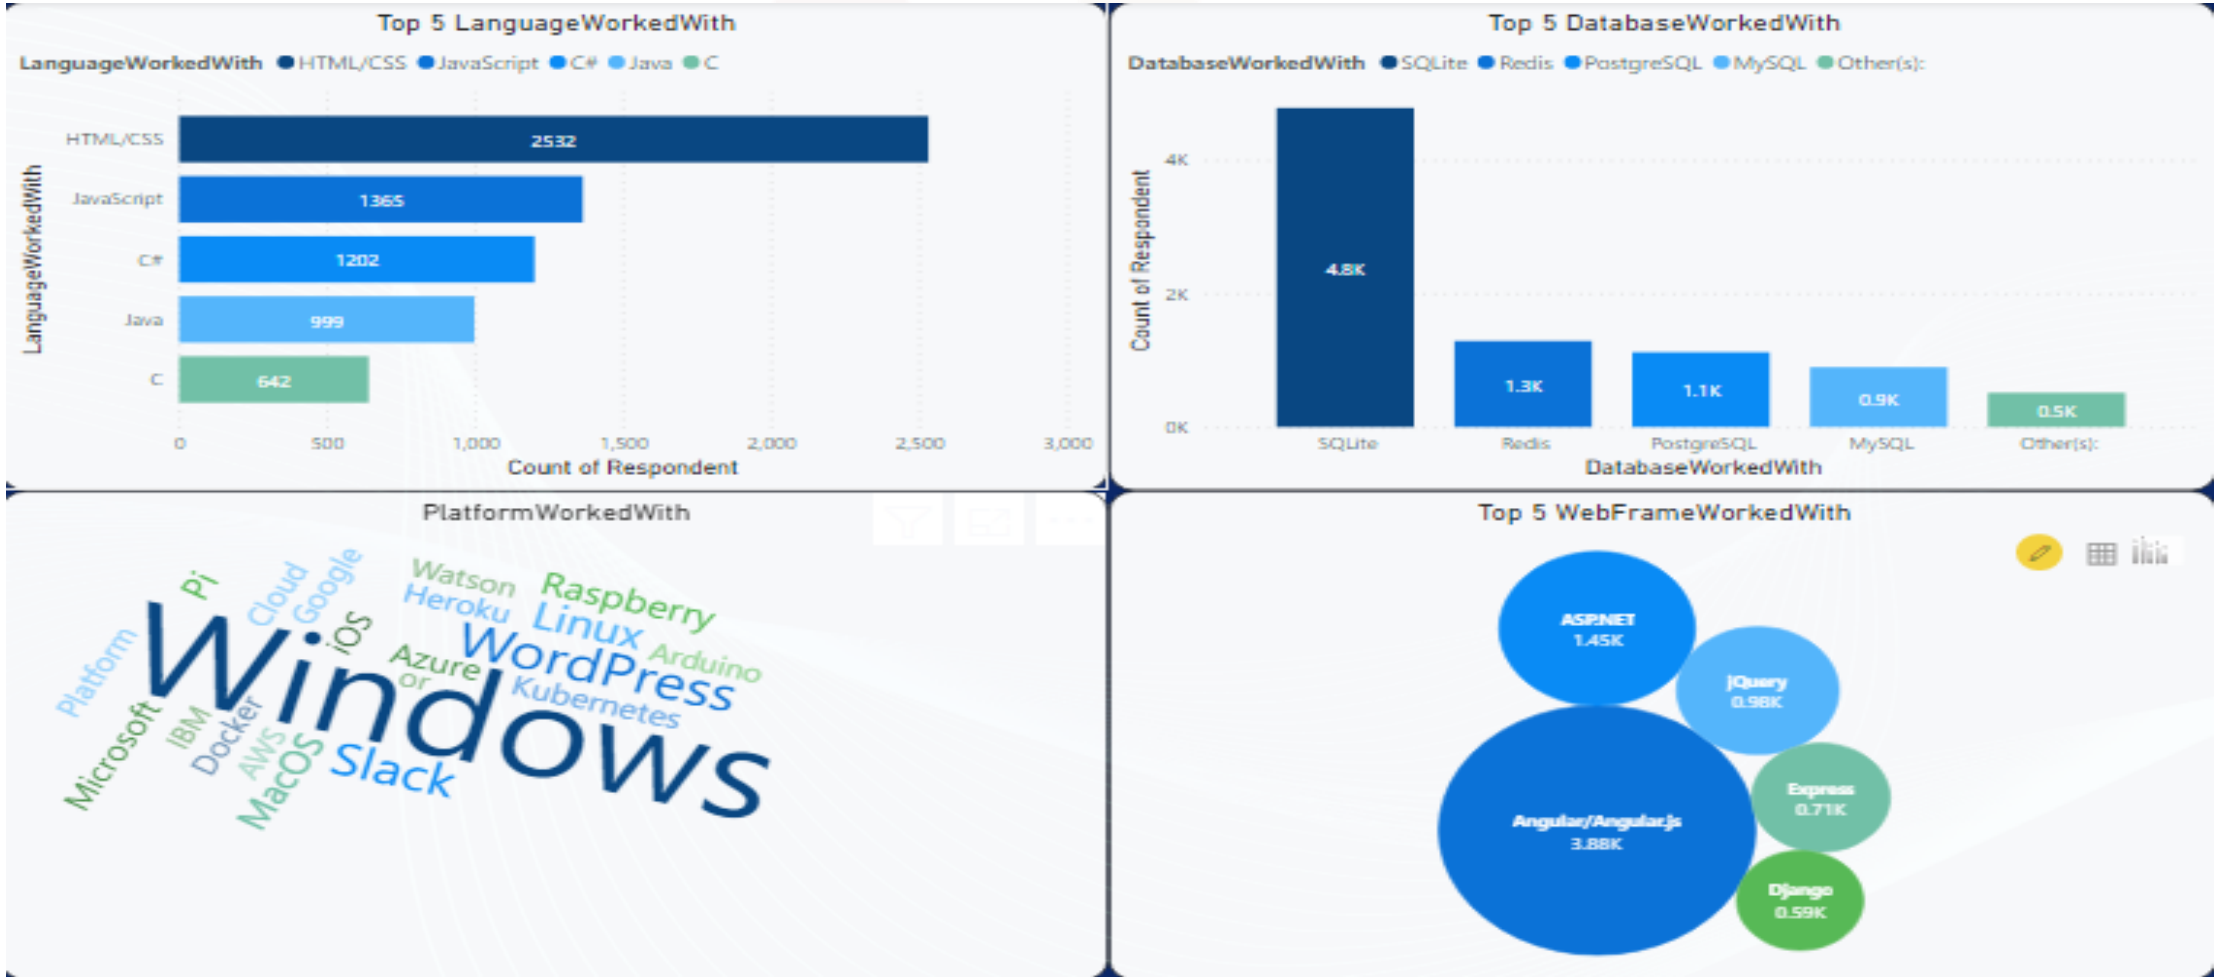 Top 5 LanguageWorkedWith
LanguageWorkedWith HTML/CSS JavaScript C# Java C
LanguageWorkedWith
HTML/CSS
2532
JavaScript
1365
C#
1202
Java
999
C
642
0 500 1,000 1,500 2,000 2,500 3,000
Count of Respondent
Top 5 DatabaseWorkedWith
DatabaseWorkedWith SQLite Redis PostgreSQL MySQL Other(s):
Count of Respondent
4K
2K
0K
4.8K
1.3K
1.1K
0.9K
0.5K
SQLite Redis PostgreSQL MySQL Other(s):
DatabaseWorkedWith
PlatformWorkedWith
Pi
Cloud
Google
Watson
Raspberry
Heroku
Linux
iOS
WordPress
Arduino
Platform
Windows
Azure
or
Kubernetes
Microsoft
IBM
Docker
AWS
MacOS
Slack
Top 5 WebFrameWorkedWith
ASP.NET
1.45K
jQuery
0.98K
Express
0.71K
Angular/Angular.js
3.88K
Django
0.59K